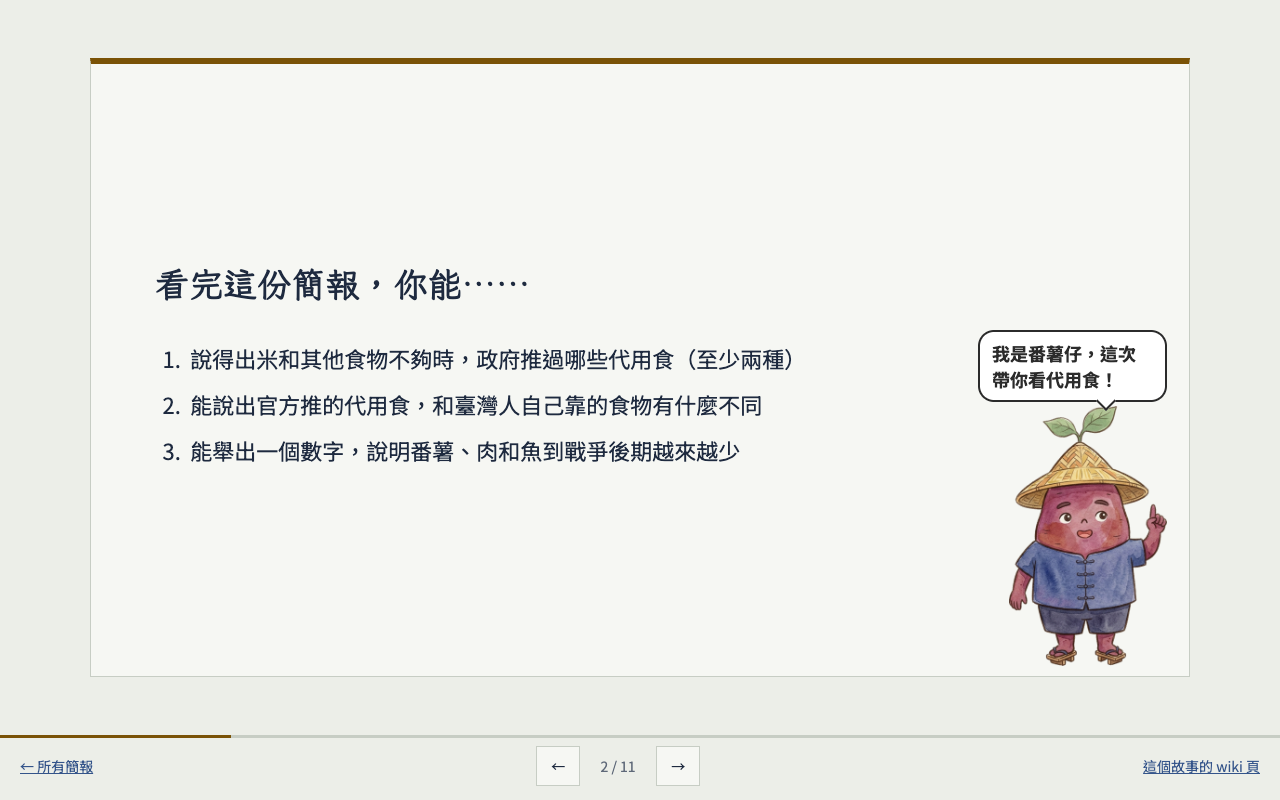 看完這份簡報，你能……
1. 說得出米和其他食物不夠時，政府推過哪些代用食（至少兩種）
2. 能說出官方推的代用食，和臺灣人自己靠的食物有什麼不同
3. 能舉出一個數字，說明番薯、肉和魚到戰爭後期越來越少
我是番薯仔，這次
帶你看代用食！
← 所有簡報
←
2 / 11
→
這個故事的 wiki 頁